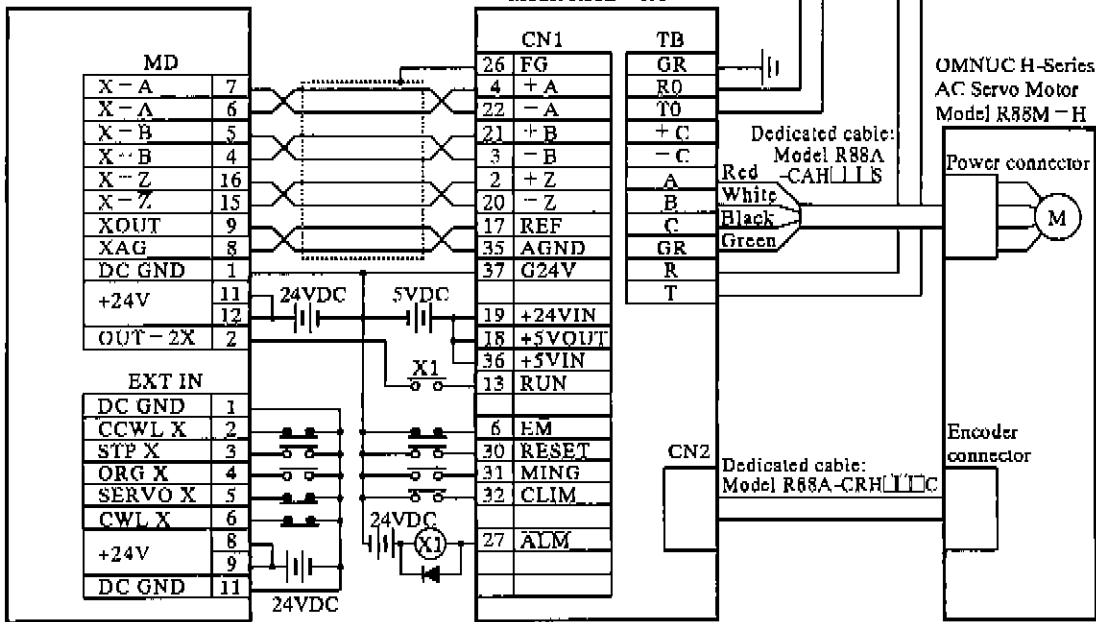 MD
X-A 7
X-A 6
X-B 5
X-B 4
X-Z 16
X-Z 15
XOUT 9
XAG 8
DC GND 1
+24V 11
12
OUT-2X 2
EXT IN
DC GND 1
CCWL X 2
STP X 3
ORG X 4
SERVO X 5
CWL X 6
+24V 8
9
DC GND 11
24VDC
5VDC
X1
24VDC
X1
24VDC
CN1
26 FG
4 +A
22 -A
21 +B
3 -B
2 +Z
20 -Z
17 REF
35 AGND
37 G24V
19 +24VIN
18 +5VOUT
36 +5VIN
13 RUN
6 EM
30 RESET
31 MING
32 CLIM
27 ALM
TB
GR
R0
T0
+C
-C
A
B
C
GR
R
T
Red
White
Black
Green
Dedicated cable:
Model R88A
-CAH□□□S
CN2
Dedicated cable:
Model R88A-CRH□□□C
OMNUC H-Series
AC Servo Motor
Model R88M-H
Power connector
M
Encoder
connector